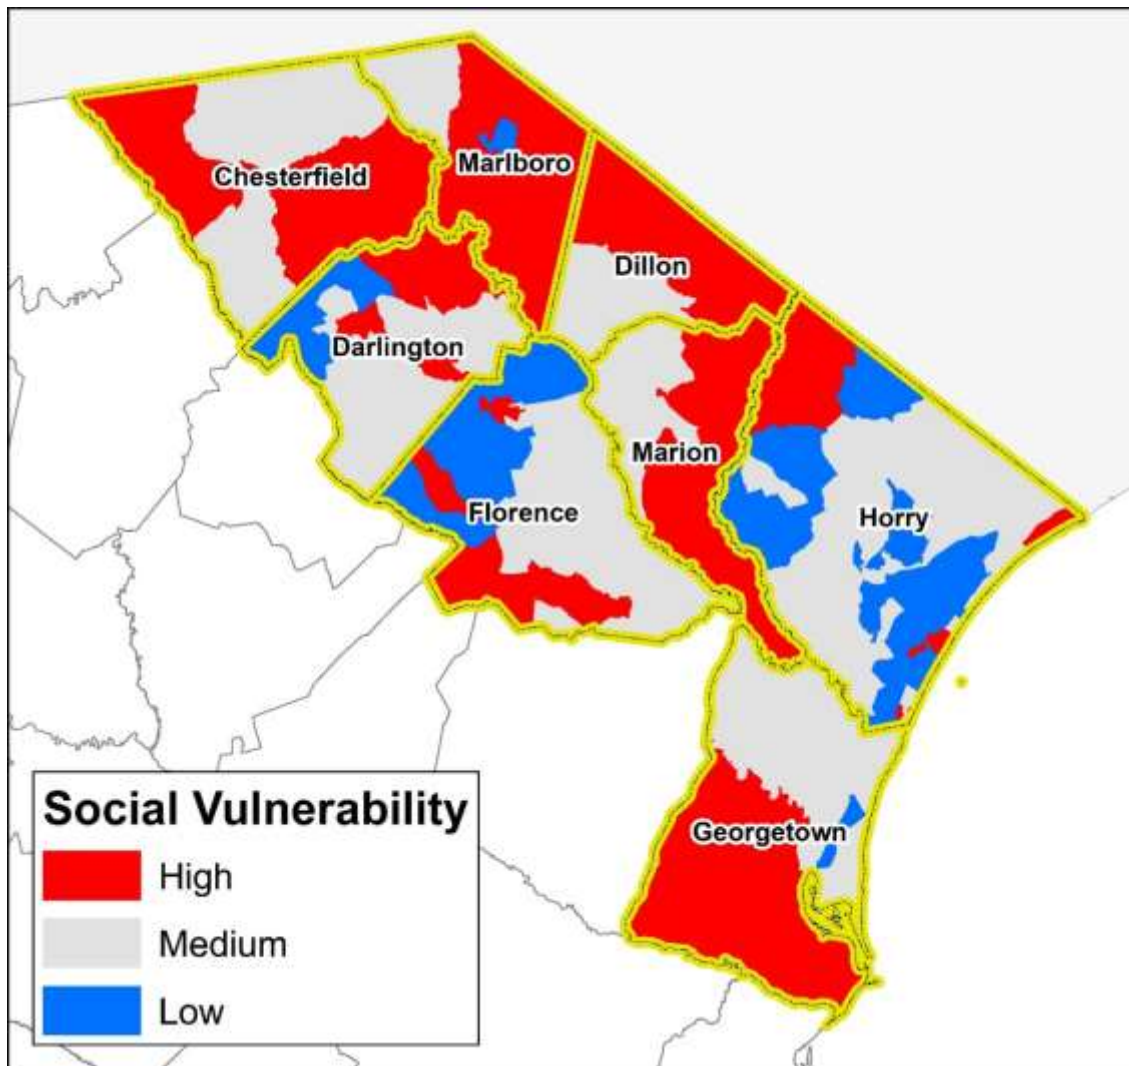 Chesterfield
Marlboro
Dillon
Darlington
Marion
Florence
Horry
Georgetown
Social Vulnerability
High
Medium
Low